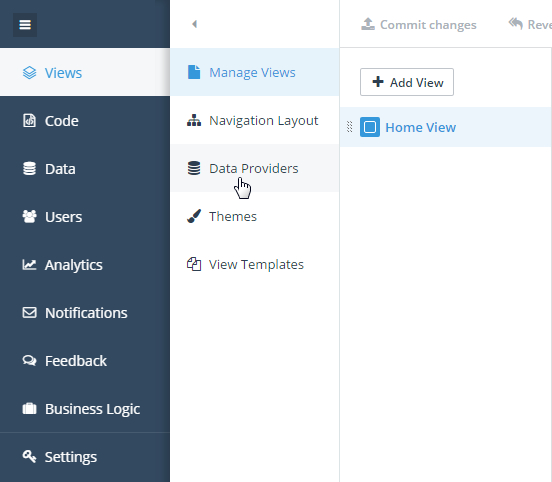 Views
Code
Data
Users
Analytics
Notifications
Feedback
Business Logic
Settings
Manage Views
Navigation Layout
Data Providers
Themes
View Templates
Commit changes
Reve
Add View
Home View